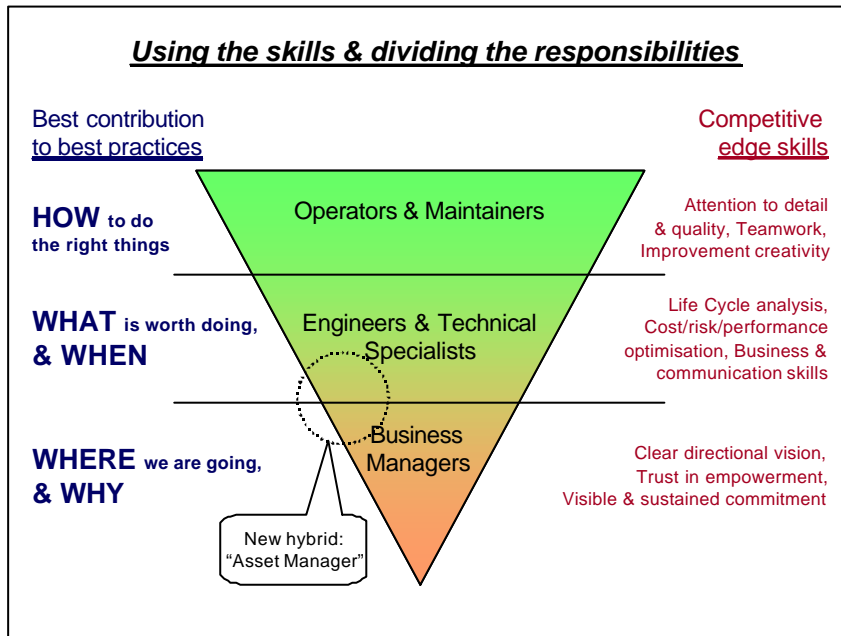 Using the skills & dividing the responsibilities
Best contribution
to best practices
Competitive
edge skills
HOW to do
the right things
Operators & Maintainers
Attention to detail
& quality, Teamwork,
Improvement creativity
WHAT is worth doing,
& WHEN
Engineers & Technical
Specialists
Life Cycle analysis,
Cost/risk/performance
optimisation, Business &
communication skills
WHERE we are going,
& WHY
Business
Managers
Clear directional vision,
Trust in empowerment,
Visible & sustained commitment
New hybrid:
“Asset Manager”